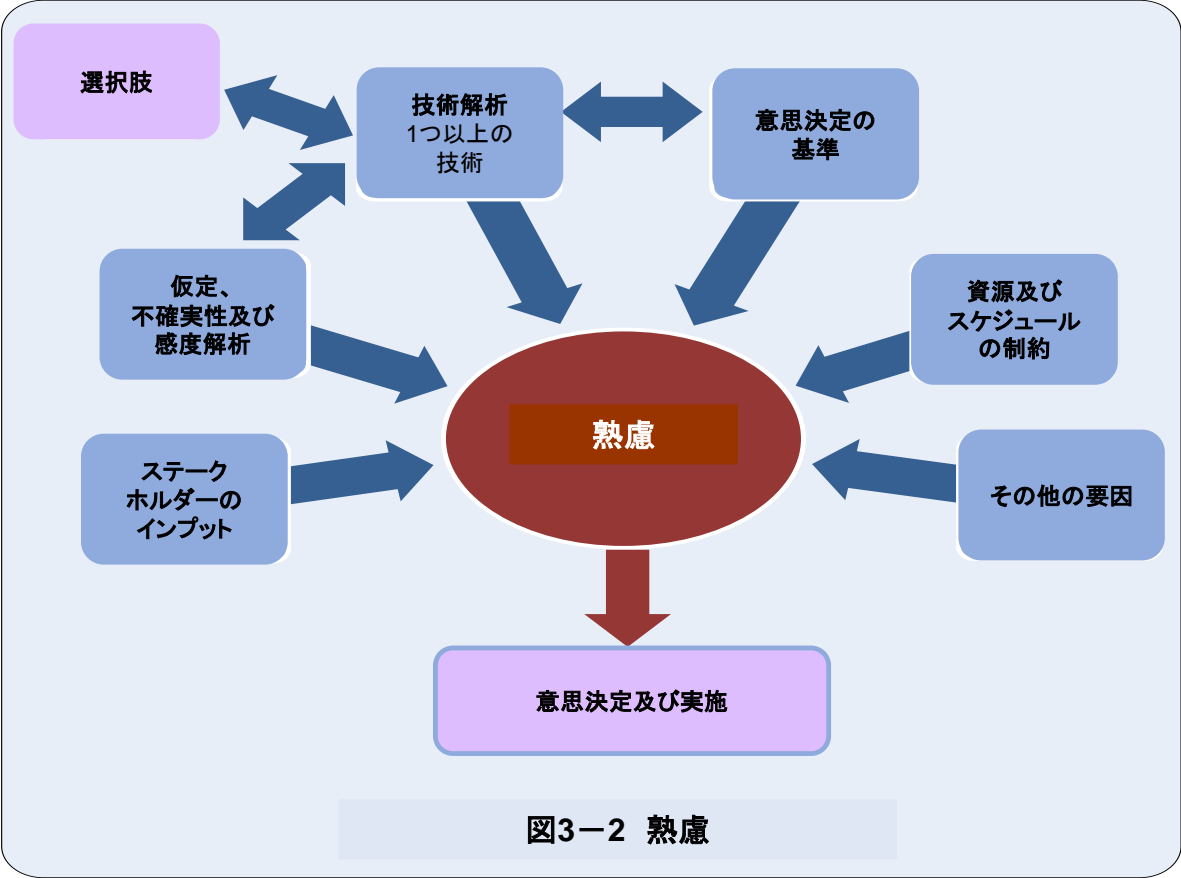 選択肢
技術解析
1つ以上の
技術
意思決定の
基準
仮定、
不確実性及び
感度解析
資源及び
スケジュール
の制約
熟慮
ステーク
ホルダーの
インプット
その他の要因
意思決定及び実施
図3－2 熟慮